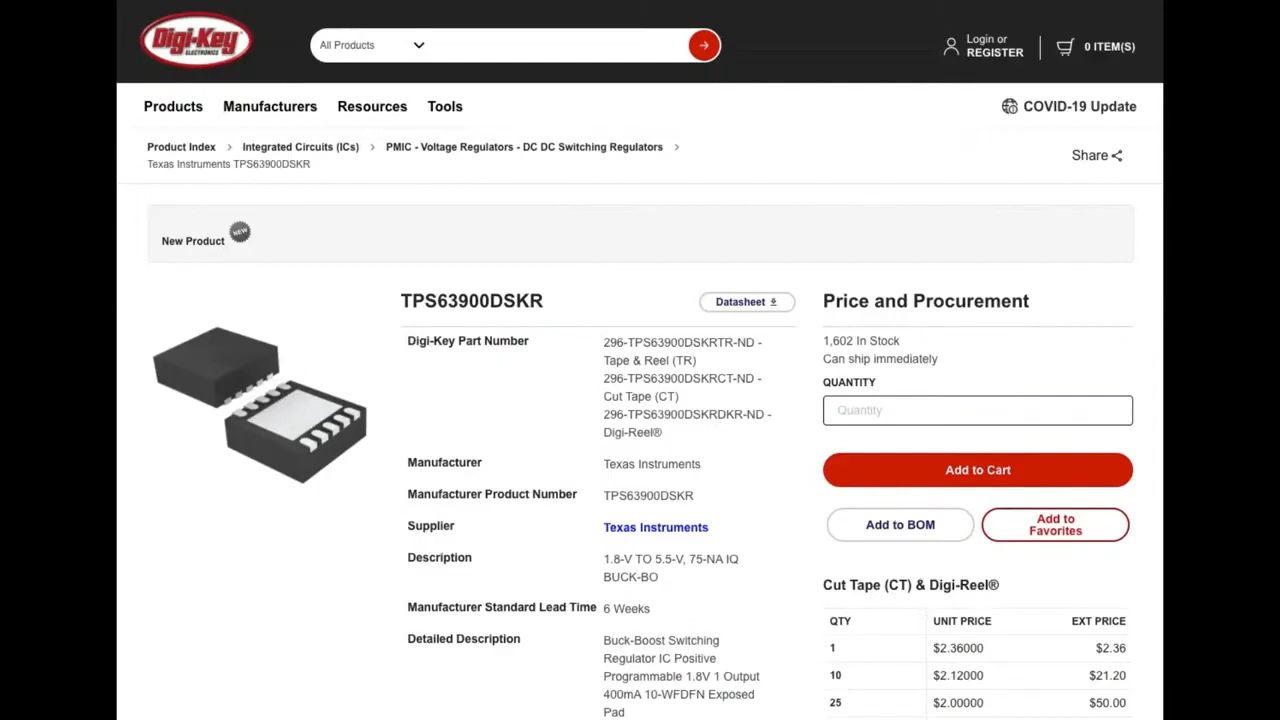 Digi-Key
ELECTRONICS
All Products
Login or
REGISTER
0 ITEM(S)
Products
Manufacturers
Resources
Tools
COVID-19 Update
Product Index > Integrated Circuits (ICs) > PMIC - Voltage Regulators - DC DC Switching Regulators >
Texas Instruments TPS63900DSKR
Share
New Product
NEW
TPS63900DSKR
Datasheet
Digi-Key Part Number
296-TPS63900DSKRTR-ND -
Tape & Reel (TR)
296-TPS63900DSKRCT-ND -
Cut Tape (CT)
296-TPS63900DSKRDKR-ND -
Digi-Reel®
Manufacturer
Texas Instruments
Manufacturer Product Number
TPS63900DSKR
Supplier
Texas Instruments
Description
1.8-V TO 5.5-V, 75-NA IQ
BUCK-BO
Manufacturer Standard Lead Time
6 Weeks
Detailed Description
Buck-Boost Switching
Regulator IC Positive
Programmable 1.8V 1 Output
400mA 10-WFDFN Exposed
Pad
Price and Procurement
1,602 In Stock
Can ship immediately
QUANTITY
Quantity
Add to Cart
Add to BOM
Add to
Favorites
Cut Tape (CT) & Digi-Reel®
QTY UNIT PRICE EXT PRICE
1 $2.36000 $2.36
10 $2.12000 $21.20
25 $2.00000 $50.00